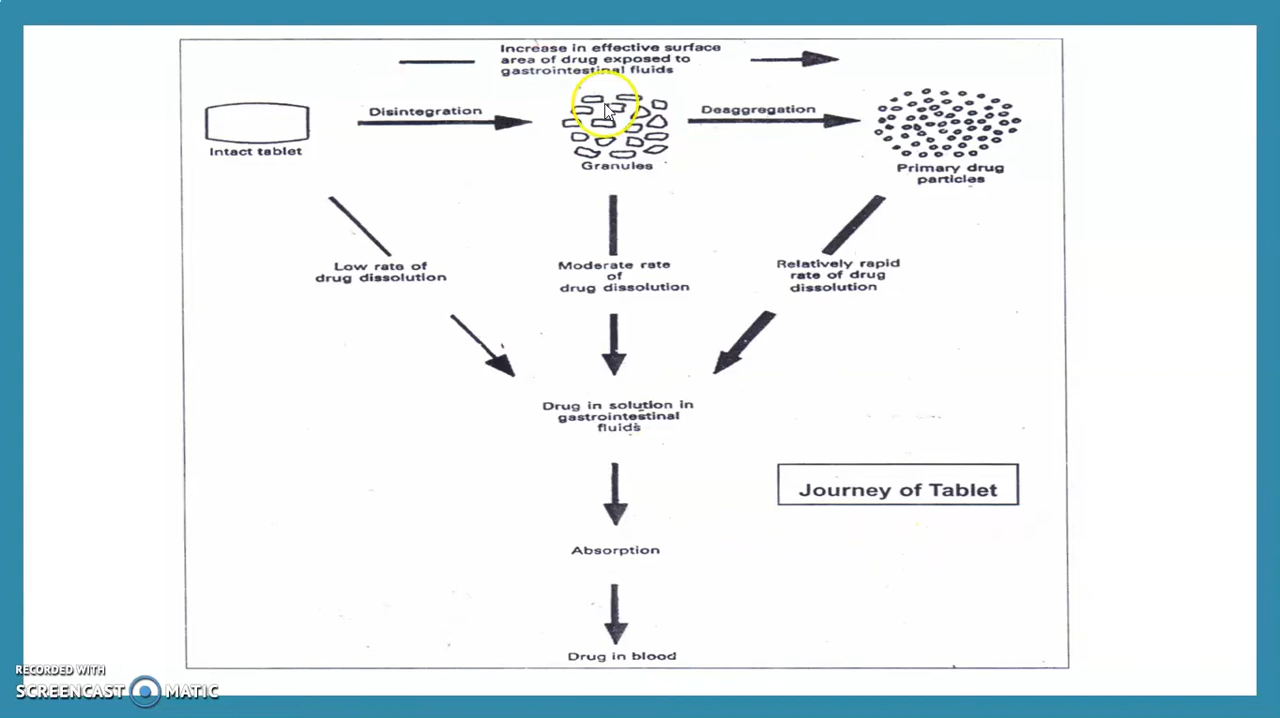 Increase in effective surface
area of drug exposed to
gastrointestinal fluids
Disintegration
Deaggregation
Intact tablet
Granules
Primary drug
particles
Low rate of
drug dissolution
Moderate rate
of
drug dissolution
Relatively rapid
rate of drug
dissolution
Drug in solution in
gastrointestinal
fluids
Journey of Tablet
Absorption
Drug in blood
RECORDED WITH
SCREENCAST MATIC